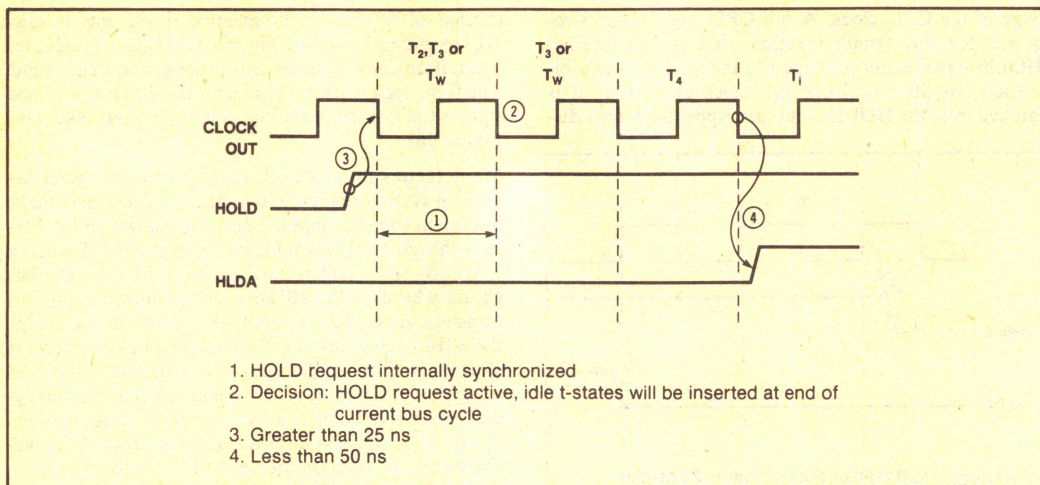 T2, T3 or
TW
T3 or
TW
T4
Ti
CLOCK
OUT
2
3
HOLD
1
4
HLDA
1. HOLD request internally synchronized
2. Decision: HOLD request active, idle t-states will be inserted at end of
current bus cycle
3. Greater than 25 ns
4. Less than 50 ns